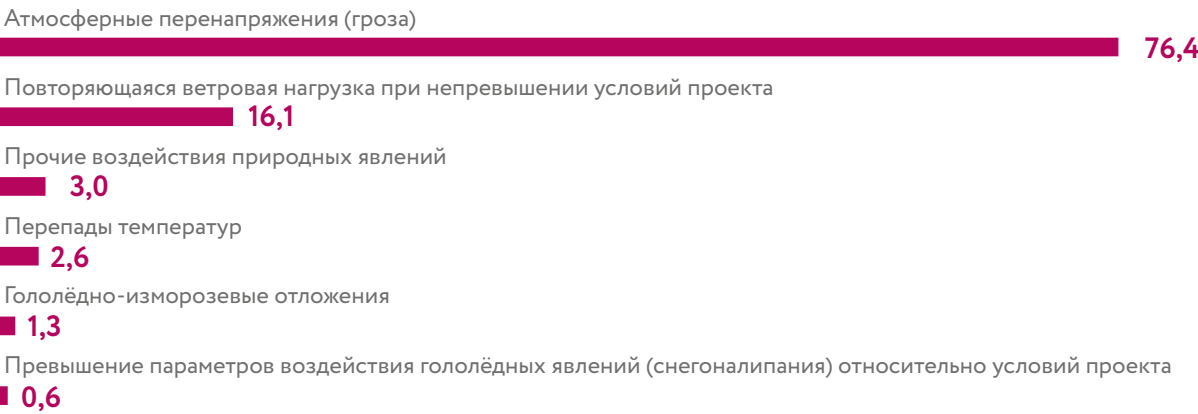 Атмосферные перенапряжения (гроза)
76,4
Повторяющаяся ветровая нагрузка при непревышении условий проекта
16,1
Прочие воздействия природных явлений
3,0
Перепады температур
2,6
Гололёдно-изморозевые отложения
1,3
Превышение параметров воздействия гололёдных явлений (снегоналипания) относительно условий проекта
0,6